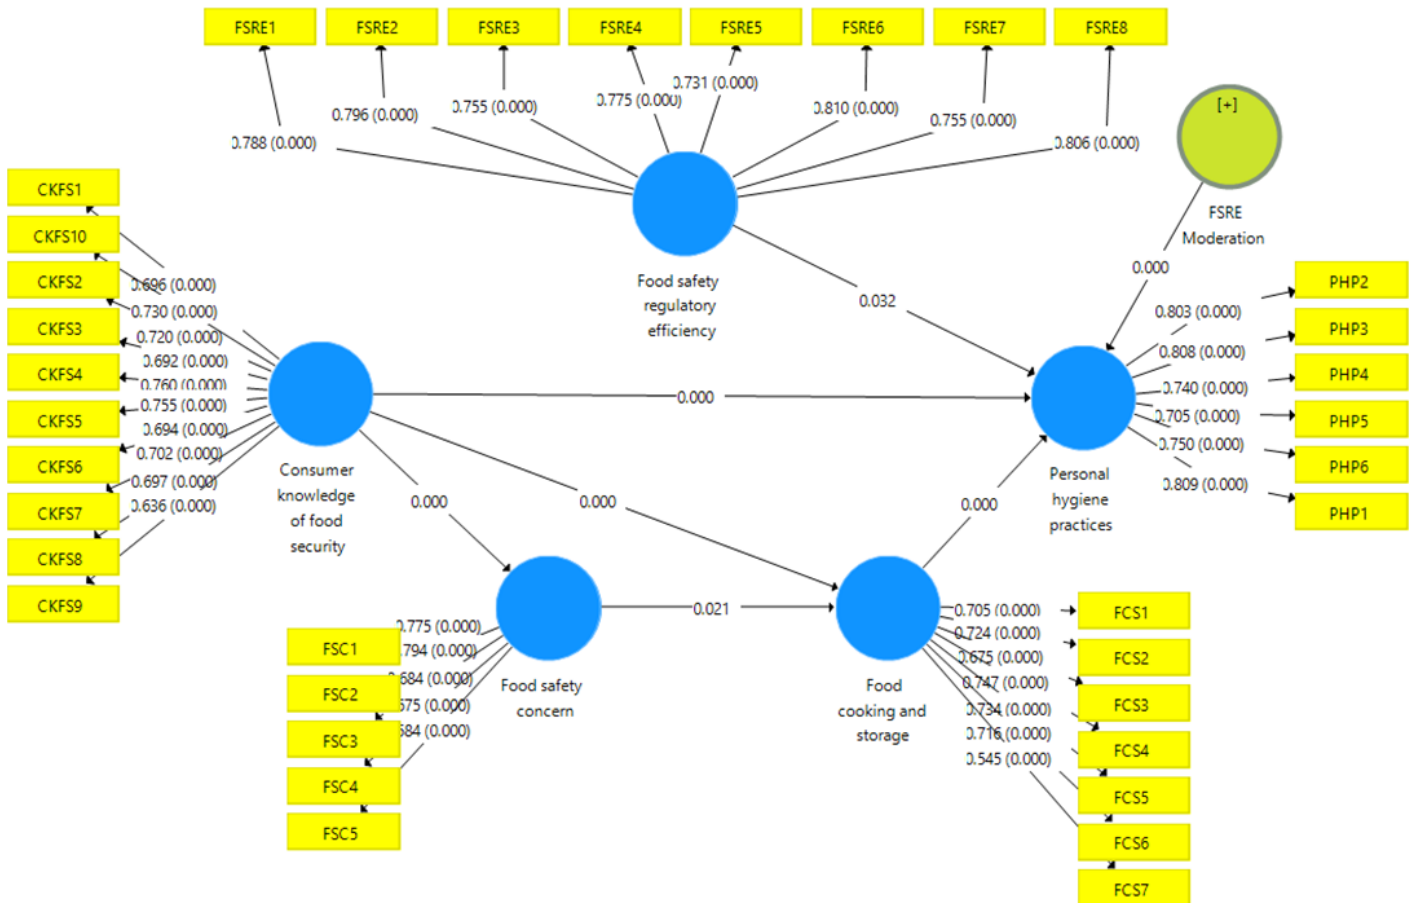 FSRE1
FSRE2
FSRE3
FSRE4
FSRE5
FSRE6
FSRE7
FSRE8
0.788 (0.000)
0.796 (0.000)
0.755 (0.000)
0.775 (0.000)
0.731 (0.000)
0.810 (0.000)
0.755 (0.000)
0.806 (0.000)
[+]
FSRE
Moderation
Food safety
regulatory
efficiency
0.032
0.000
CKFS1
CKFS10
CKFS2
CKFS3
CKFS4
CKFS5
CKFS6
CKFS7
CKFS8
CKFS9
0.696 (0.000)
0.730 (0.000)
0.720 (0.000)
0.692 (0.000)
0.760 (0.000)
0.755 (0.000)
0.694 (0.000)
0.702 (0.000)
0.697 (0.000)
0.636 (0.000)
Consumer
knowledge
of food
security
0.000
0.000
0.000
0.000
Personal
hygiene
practices
0.803 (0.000)
0.808 (0.000)
0.740 (0.000)
0.705 (0.000)
0.750 (0.000)
0.809 (0.000)
PHP2
PHP3
PHP4
PHP5
PHP6
PHP1
0.021
FSC1
FSC2
FSC3
FSC4
FSC5
0.775 (0.000)
.794 (0.000)
.684 (0.000)
(0.000)
(0.000)
Food safety
concern
Food
cooking and
storage
0.705 (0.000)
0.724 (0.000)
0.675 (0.000)
0.747 (0.000)
0.734 (0.000)
0.716 (0.000)
0.545 (0.000)
FCS1
FCS2
FCS3
FCS4
FCS5
FCS6
FCS7